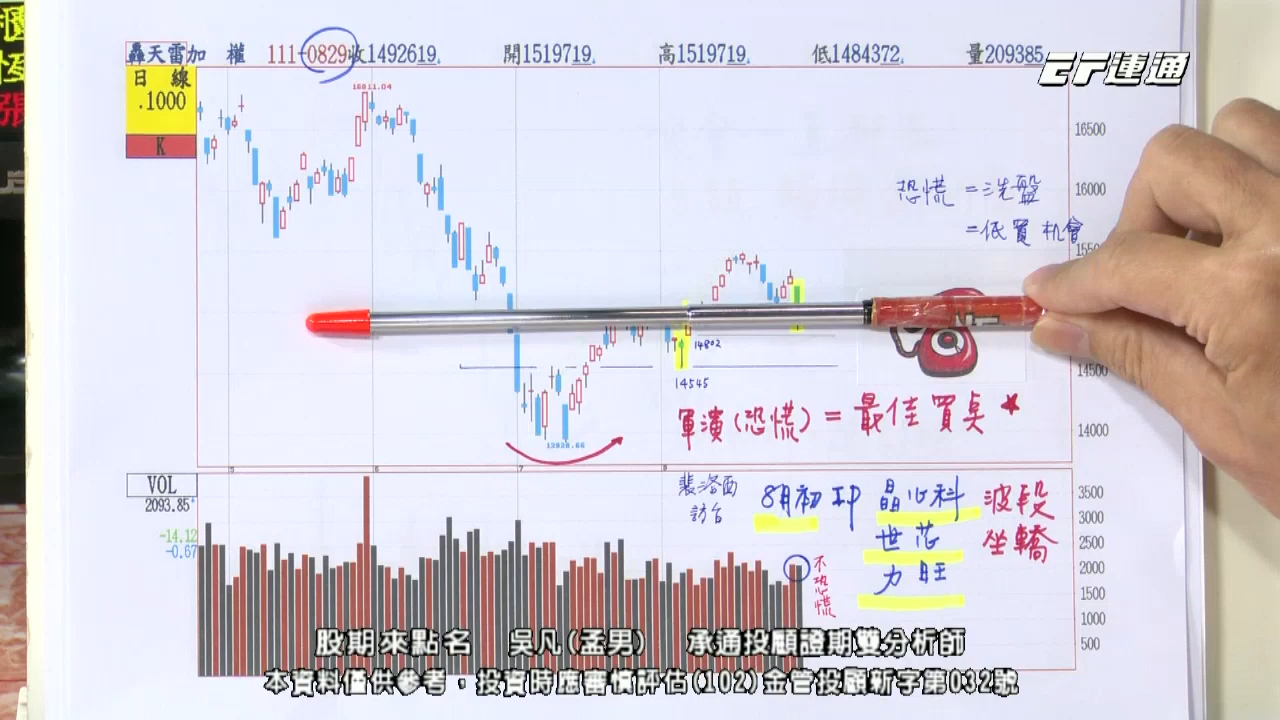 轟天雷加 權 111-0829收1492619. 開1519719. 高1519719. 低1484372. 量209385
EF連通
日 線
.1000
K
16811.04
16500
16000
恐慌=洗盤
=低買機會
14802
14500
14545
軍演(恐慌)=最佳買點★
14000
5 6 7 8
VOL
2093.85
-14.12
-0.67
裴洛西
訪台
8月初 IP 晶心科
世芯
力旺
波段
坐轎
不恐慌
3500
3000
2500
2000
1500
1000
500
股期來點名 吳凡(孟男) 承通投顧證期雙分析師
本資料僅供參考，投資時應審慎評估(102)金管投顧新字第032號